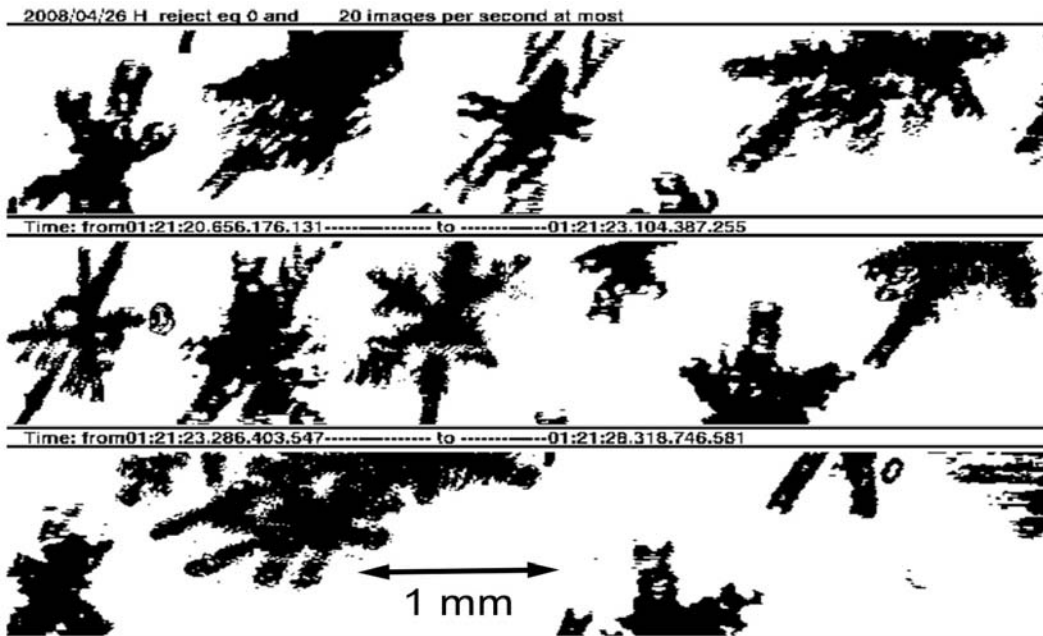 2008/04/26 H reject eq 0 and 20 images per second at most
Time: from01:21:20.656.176.131-------------------- to --------------------01:21:23.104.387.255
Time: from01:21:23.286.403.547-------------------- to --------------------01:21:28.318.746.581
1 mm